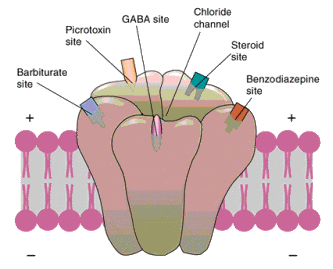 GABA site
Chloride
channel
Picrotoxin
site
Steroid
site
Barbiturate
site
Benzodiazepine
site
+
+
−
−